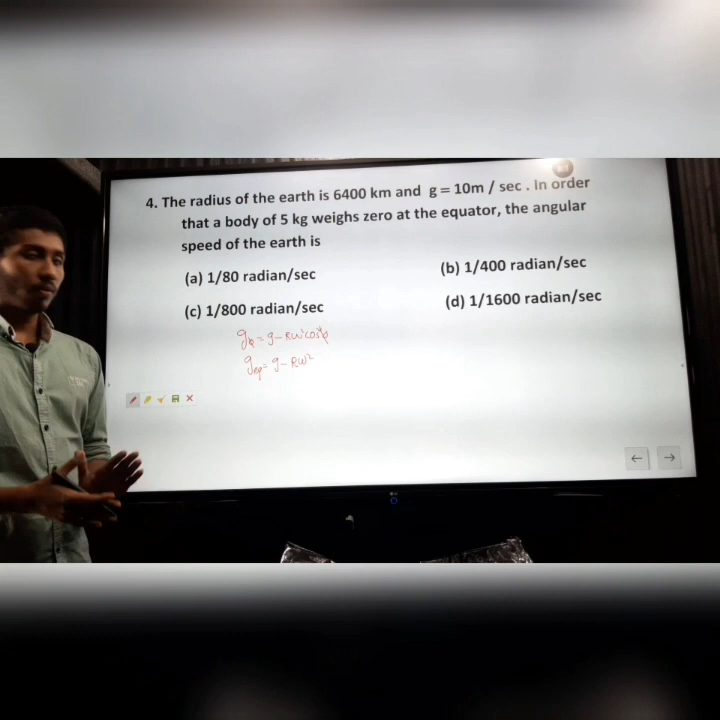 4. The radius of the earth is 6400 km and g = 10m / sec . In order
that a body of 5 kg weighs zero at the equator, the angular
speed of the earth is
(a) 1/80 radian/sec
(b) 1/400 radian/sec
(c) 1/800 radian/sec
(d) 1/1600 radian/sec
= g - Rω²cos²φ
= g - Rω²